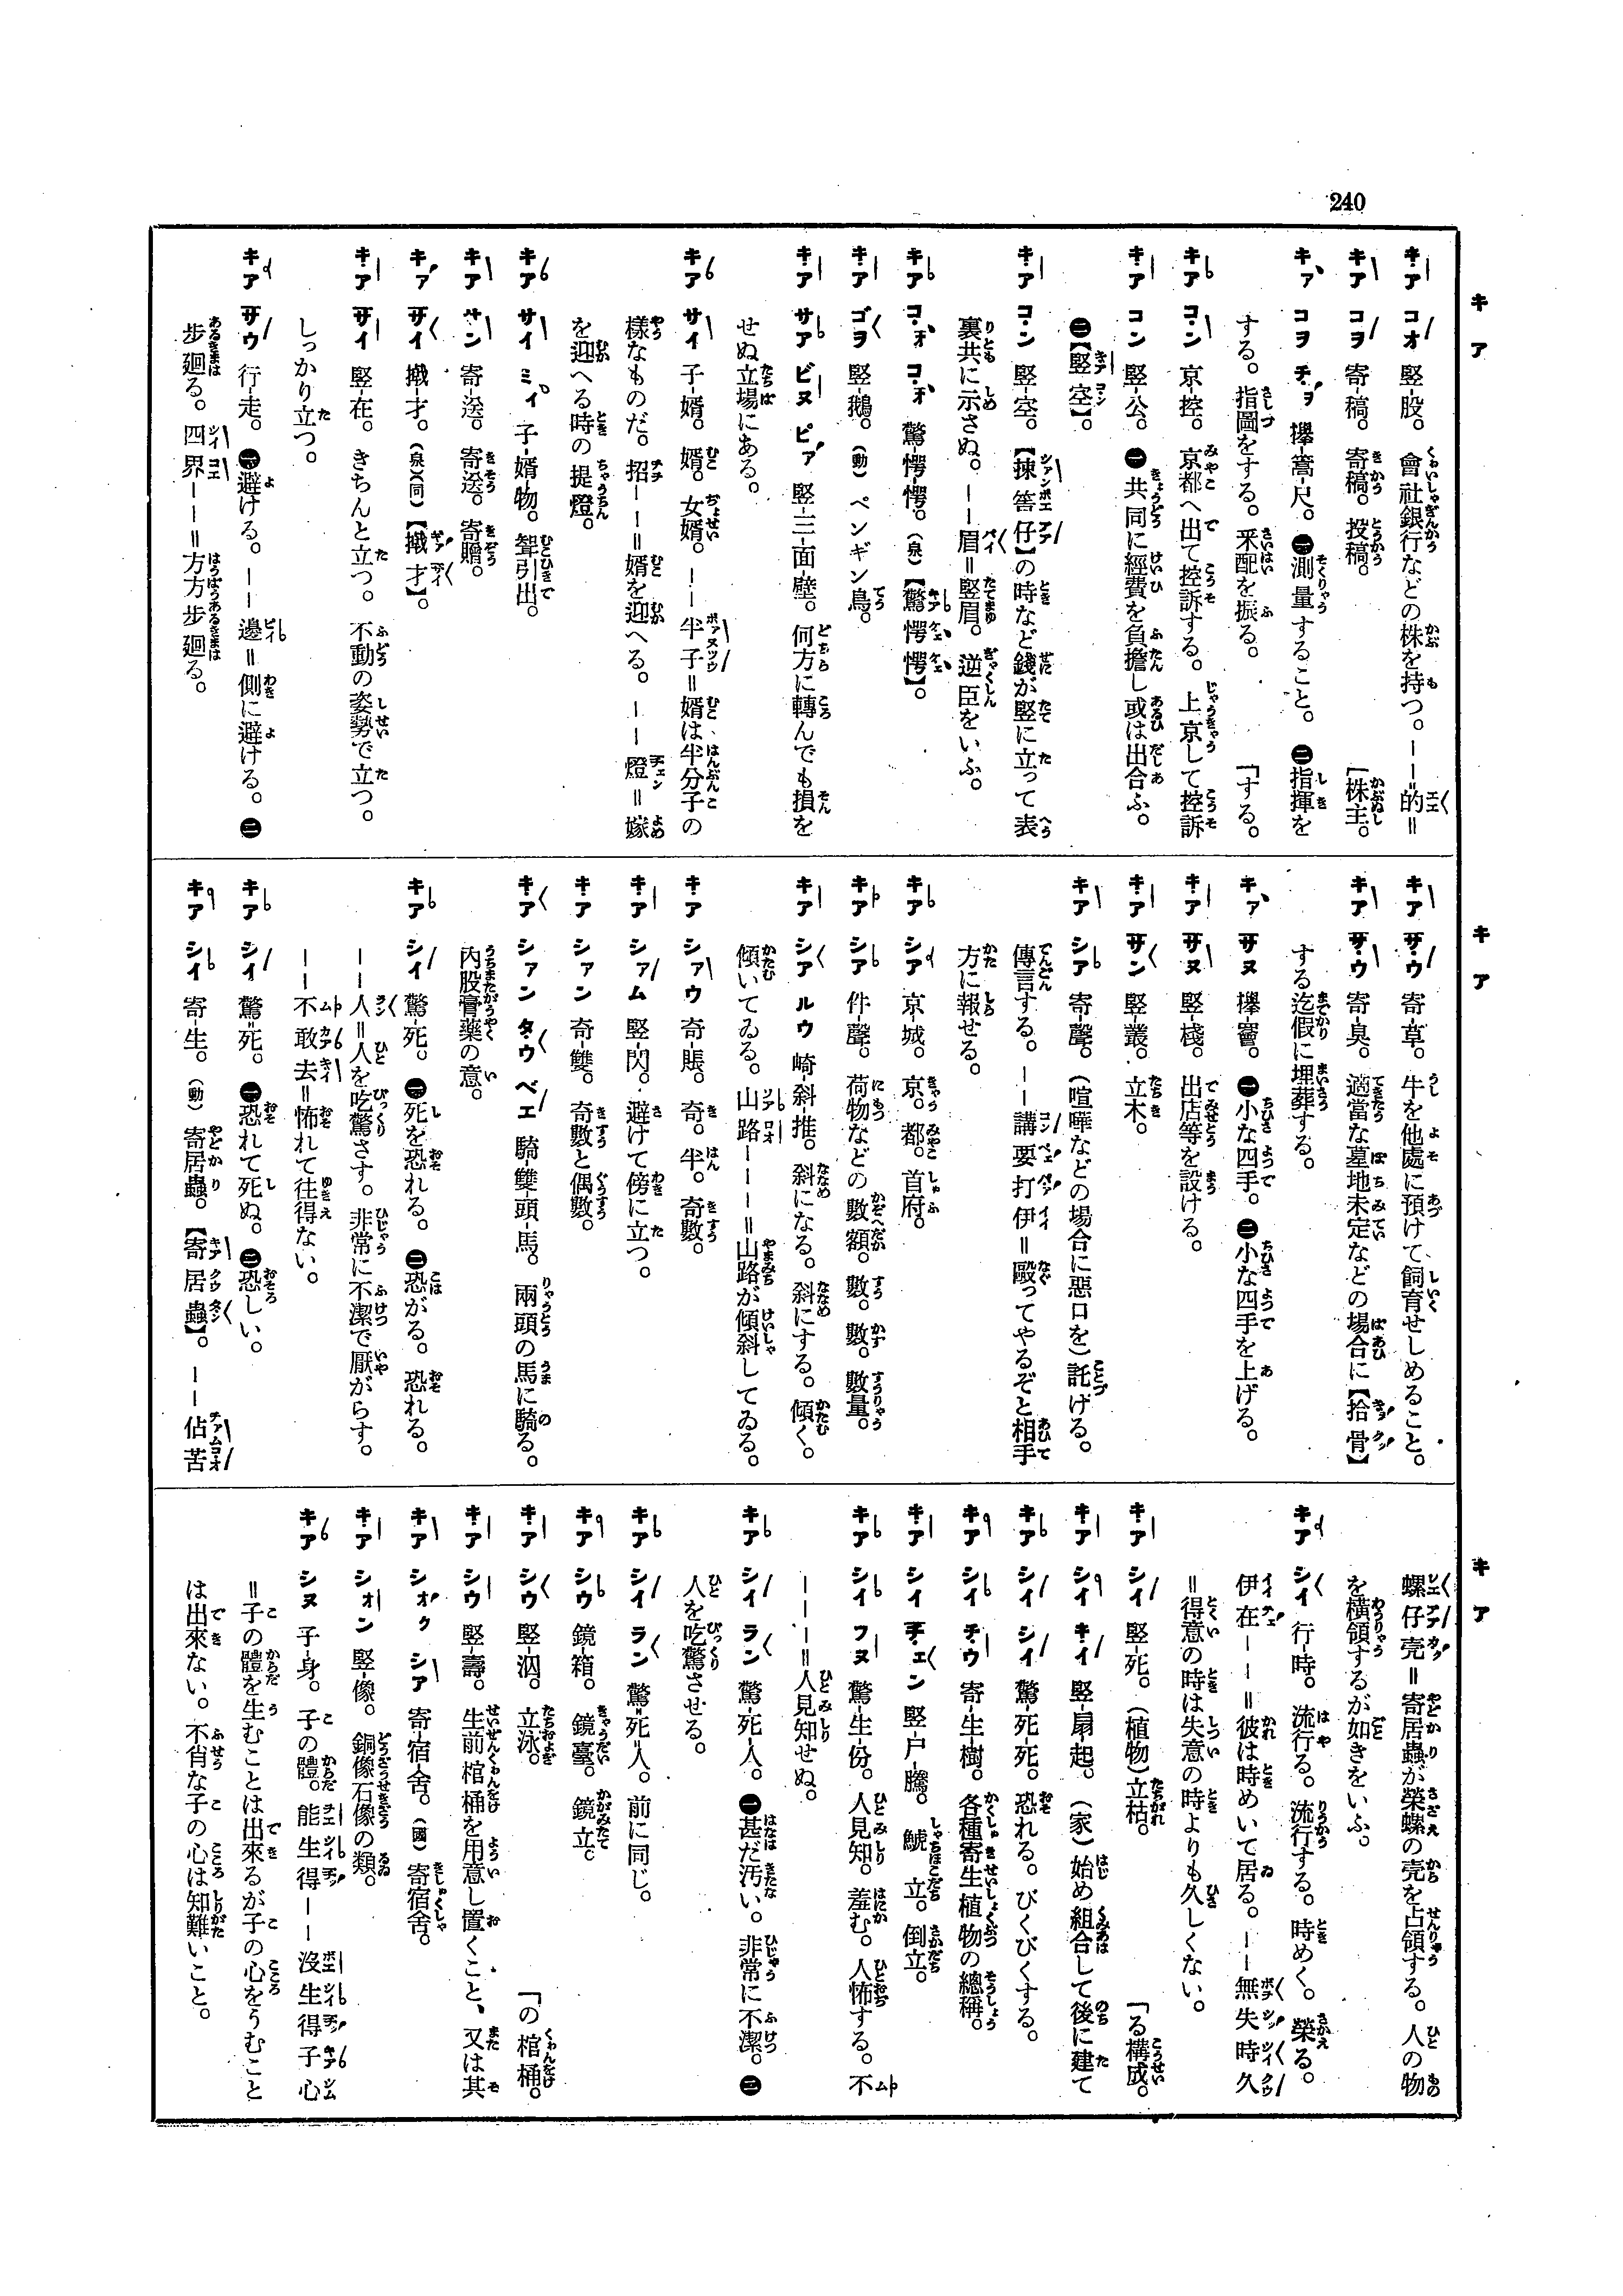 240
キア
キア コオ 竪-股。會社銀行などの株を持つ。――的=
「株主。
キア コヲ 寄-稿。寄稿。投稿。
キア コヲ チヲ 攑-篙-尺。㊀測量すること。㊁指揮を
する。指圖をする。釆配を振る。
「する。
キア コン 京-控。京都へ出て控訴する。上京して控訴
キア コン 竪-公。㊀共同に經費を負擔し或は出合ふ。
㊁【竪空】。
キア コン 竪-空。【揀筶仔】の時など錢が竪に立って表
裏共に示さぬ。――眉=竪眉。逆臣をいふ。
キア コオ コオ 驚-愕-愕。(泉)【驚愕愕】。
キア ゴヲ 竪-鵝。(動)ペンギン鳥。
キア サア ビヌ ピア 竪-三-面-壁。何方に轉んでも損を
せぬ立場にある。
キア サイ 子-婿。婿。女婿。――半子=婿は半分子の
樣なものだ。招――=婿を迎へる。――燈=嫁
を迎へる時の提燈。
キア サイ ミィ 子-婿-物。聟引出。
キア サン 寄-送。寄送。寄贈。
キア サイ 撠-才。(泉)(同)【撠才】。
キア サイ 竪-在。きちんと立つ。不動の姿勢で立つ。
しっかり立つ。
キア サウ 行-走。㊀避ける。――邊=側に避ける。㊁
步廻る。四界――=方方步廻る。
キア
キア サウ 寄-草。牛を他處に預けて飼育せしめること。
キア サウ 寄-臭。適當な墓地未定などの場合に【拾骨】
する迄假に埋葬する。
キア サヌ 攑-竇。㊀小な四手。㊁小な四手を上げる。
キア サヌ 竪-棧。出店等を設ける。
キア サン 竪-叢。立木。
キア シア 寄-聲。(喧嘩などの場合に惡口を)託げる。
傳言する。――講要打伊=毆ってやるぞと相手
方に報せる。
キア シア 京-城。京。都。首府。
キア シア 件-聲。荷物などの數額。數。數。數量。
キア シア ルウ 崎-斜-推。斜になる。斜にする。傾く。
傾いてゐる。山路―――=山路が傾斜してゐる。
キア シァウ 奇-賬。奇。半。奇數。
キア シァム 竪-閃。避けて傍に立つ。
キア シァン 奇-雙。奇數と偶數。
キア シァン タウ ベエ 騎-雙-頭-馬。兩頭の馬に騎る。
內股膏藥の意。
キア シイ 驚-死。㊀死を恐れる。㊁恐がる。恐れる。
――人=人を吃驚さす。非常に不潔で厭がらす。
――不敢去=怖れて往得ない。
キア シイ 驚=死。㊀恐れて死ぬ。㊁恐しい。
キア シイ 寄-生。(動)寄居蟲。【寄居蟲】。――佔苦
キア
螺仔壳=寄居蟲が榮螺の壳を占領する。人の物
を橫領するが如きをいふ。
キア シイ 行-時。流行る。流行する。時めく。榮る。
伊在――=彼は時めいて居る。――無失時久
=得意の時は失意の時よりも久しくない。
キア シイ 竪-死。(植物)立枯。
「る構成。
キア シイ キイ 竪-扇-起。(家)始め組合して後に建て
キア シイ シイ 驚-死-死。恐れる。びくびくする。
キア シイ チウ 寄-生-樹。各種寄生植物の總稱。
キア シイ チェン 竪-户-騰。鯱立。倒立。
キア シイ フヌ 驚-生-份。人見知。羞む。人怖する。不
―――=人見知せぬ。
キア シイ ラン 驚-死-人。㊀甚だ汚い。非常に不潔。㊁
人を吃驚させる。
キア シイ ラン 驚=死=人。前に同じ。
キア シウ 鏡-箱。鏡臺。鏡立。
キア シウ 竪-泅。立泳。
「の棺桶。
キア シウ 竪-壽。生前棺桶を用意し置くこと、又は其
キア シオク シア 寄-宿-舍。(國)寄宿舍。
キア シオン 竪-像。銅像石像の類。
キア シヌ 子-身。子の體。能生得――沒生得子心
=子の體を生むことは出來るが子の心をうむこと
は出來ない。不肖な子の心は知難いこと。